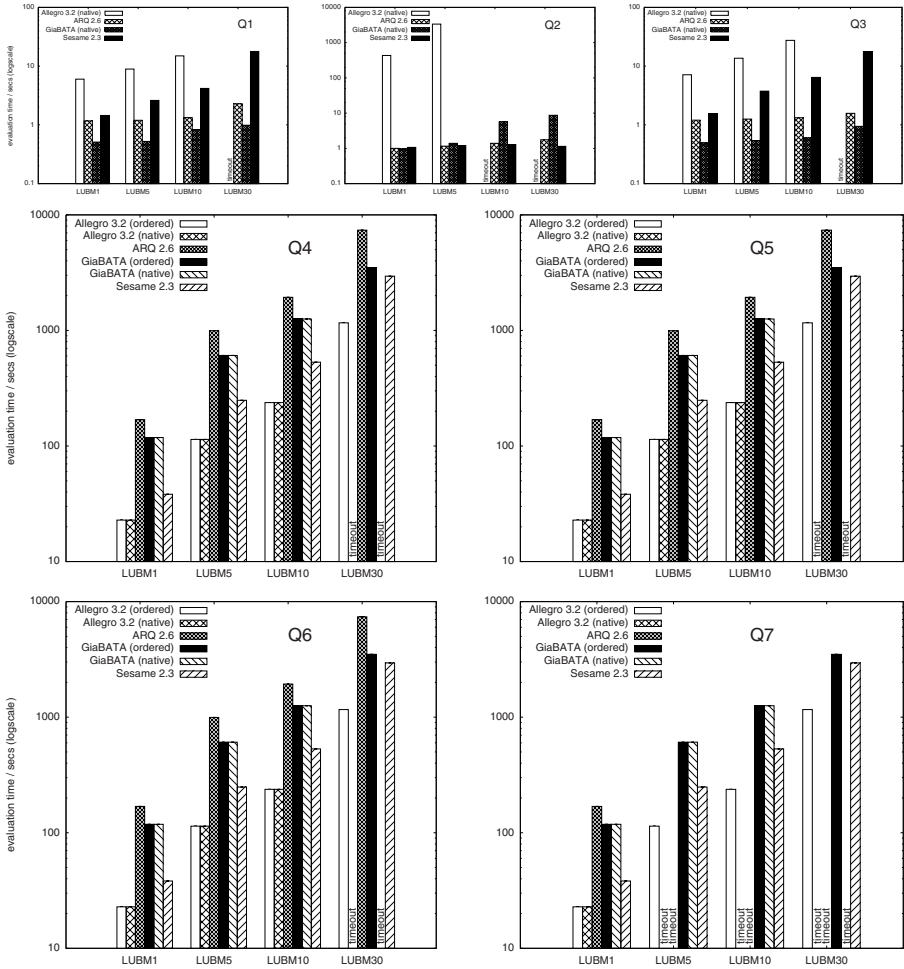 Q1
Allegro 3.2 (native)
ARQ 2.6
GiaBATA (native)
Sesame 2.3
evaluation time / secs (logscale)
100
10
1
0.1
timeout
LUBM1 LUBM5 LUBM10 LUBM30
Q2
Allegro 3.2 (native)
ARQ 2.6
GiaBATA (native)
Sesame 2.3
10000
1000
100
10
1
0.1
timeout
timeout
LUBM1 LUBM5 LUBM10 LUBM30
Q3
Allegro 3.2 (native)
ARQ 2.6
GiaBATA (native)
Sesame 2.3
100
10
1
0.1
timeout
LUBM1 LUBM5 LUBM10 LUBM30
Q4
Allegro 3.2 (ordered)
Allegro 3.2 (native)
ARQ 2.6
GiaBATA (ordered)
GiaBATA (native)
Sesame 2.3
evaluation time / secs (logscale)
10000
1000
100
10
timeout
timeout
LUBM1 LUBM5 LUBM10 LUBM30
Q5
Allegro 3.2 (ordered)
Allegro 3.2 (native)
ARQ 2.6
GiaBATA (ordered)
GiaBATA (native)
Sesame 2.3
10000
1000
100
10
timeout
timeout
LUBM1 LUBM5 LUBM10 LUBM30
Q6
Allegro 3.2 (ordered)
Allegro 3.2 (native)
ARQ 2.6
GiaBATA (ordered)
GiaBATA (native)
Sesame 2.3
evaluation time / secs (logscale)
10000
1000
100
10
timeout
timeout
LUBM1 LUBM5 LUBM10 LUBM30
Q7
Allegro 3.2 (ordered)
Allegro 3.2 (native)
ARQ 2.6
GiaBATA (ordered)
GiaBATA (native)
Sesame 2.3
10000
1000
100
10
timeout
timeout
timeout
timeout
timeout
timeout
timeout
LUBM1 LUBM5 LUBM10 LUBM30